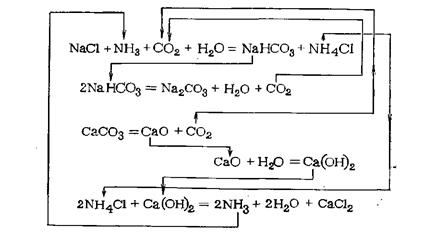 NaCl + NH₃ + CO₂ + H₂O = NaHCO₃ + NH₄Cl
2NaHCO₃ = Na₂CO₃ + H₂O + CO₂
CaCO₃ = CaO + CO₂
CaO + H₂O = Ca(OH)₂
2NH₄Cl + Ca(OH)₂ = 2NH₃ + 2H₂O + CaCl₂